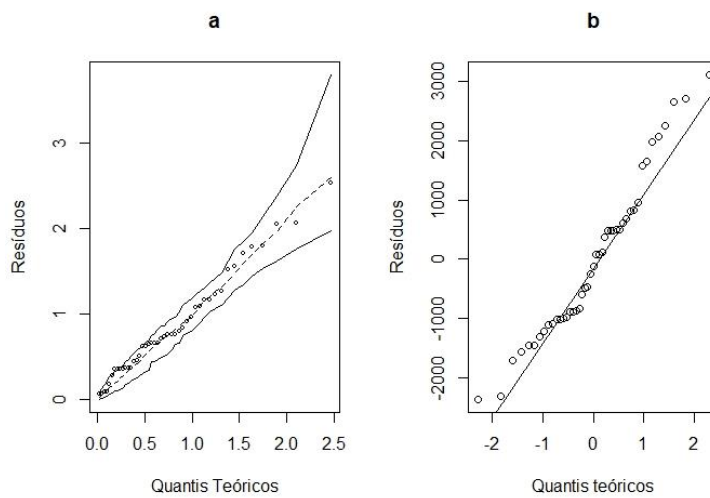 a
b
Resíduos
0 1 2 3
0.0 0.5 1.0 1.5 2.0 2.5
Quantis Teóricos
Resíduos
-2000 -1000 0 1000 2000 3000
-2 -1 0 1 2
Quantis teóricos